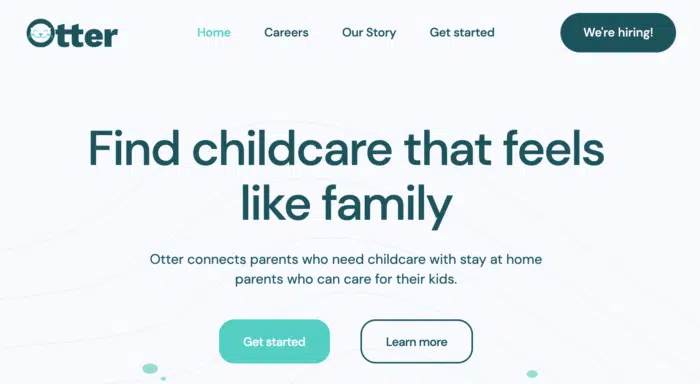 Otter
Home
Careers
Our Story
Get started
We're hiring!
Find childcare that feels
like family
Otter connects parents who need childcare with stay at home
parents who can care for their kids.
Get started
Learn more